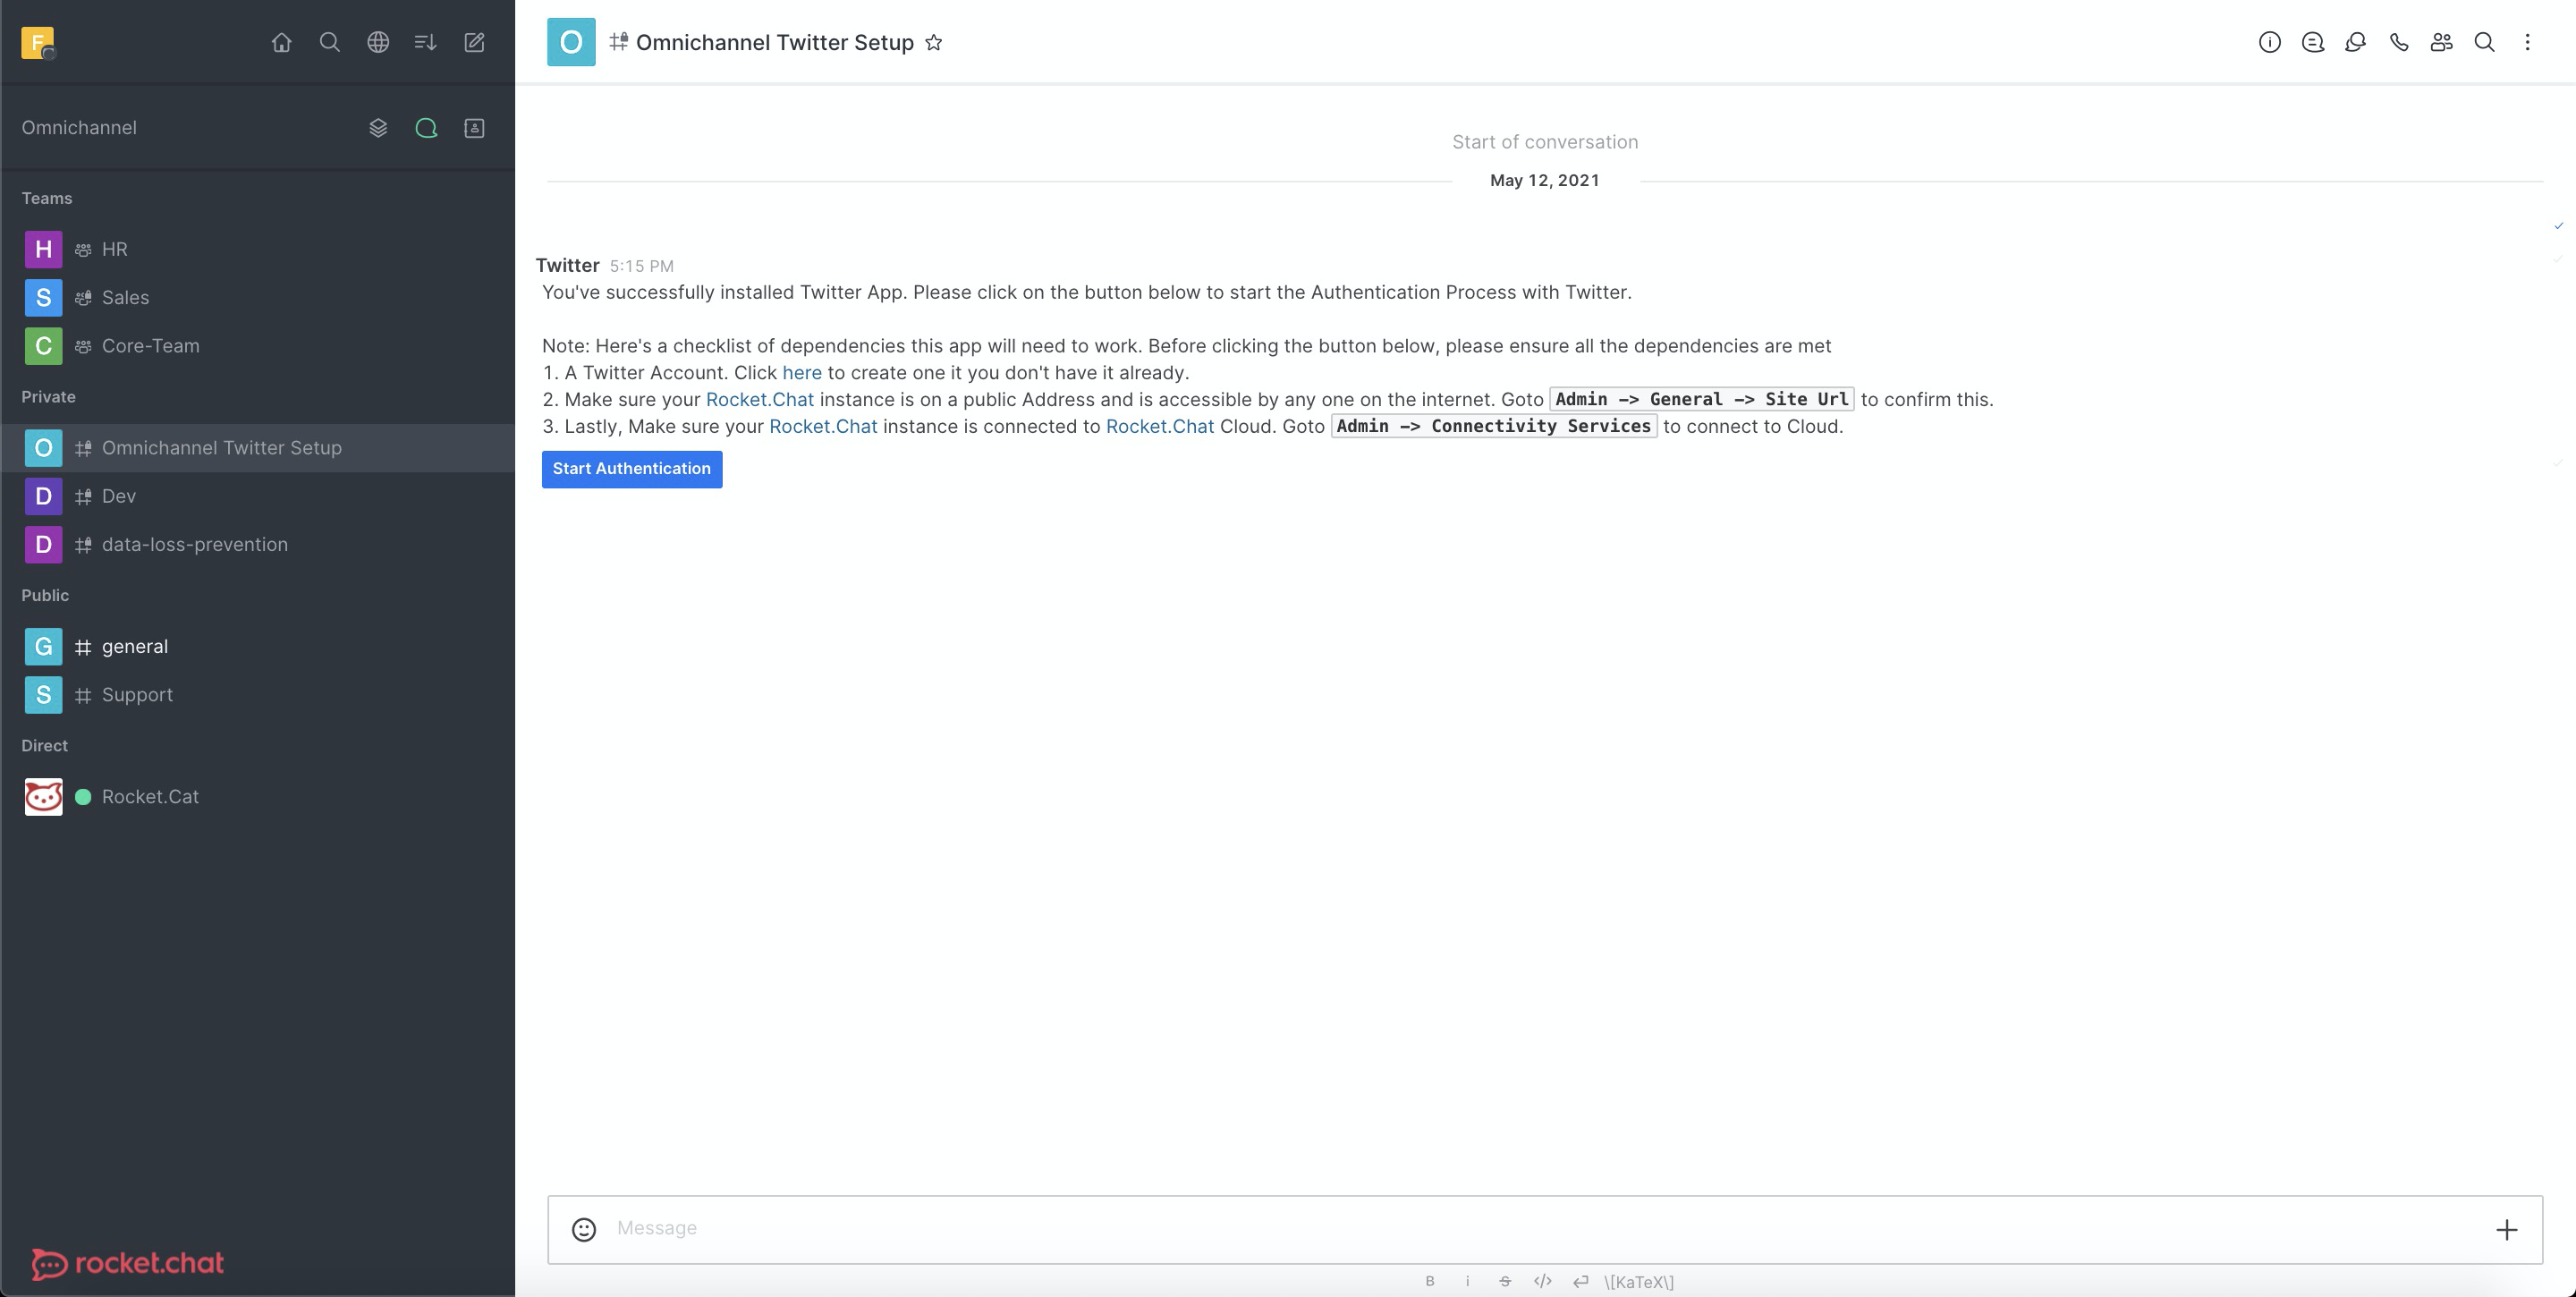 F
Omnichannel
Teams
H HR
S Sales
C Core-Team
Private
O Omnichannel Twitter Setup
D Dev
D data-loss-prevention
Public
G general
S Support
Direct
Rocket.Cat
rocket.chat
O Omnichannel Twitter Setup
Start of conversation
May 12, 2021
Twitter 5:15 PM
You've successfully installed Twitter App. Please click on the button below to start the Authentication Process with Twitter.
Note: Here's a checklist of dependencies this app will need to work. Before clicking the button below, please ensure all the dependencies are met
1. A Twitter Account. Click here to create one it you don't have it already.
2. Make sure your Rocket.Chat instance is on a public Address and is accessible by any one on the internet. Goto Admin -> General -> Site Url to confirm this.
3. Lastly, Make sure your Rocket.Chat instance is connected to Rocket.Chat Cloud. Goto Admin -> Connectivity Services to connect to Cloud.
Start Authentication
Message
B i S </> \[KaTeX\]